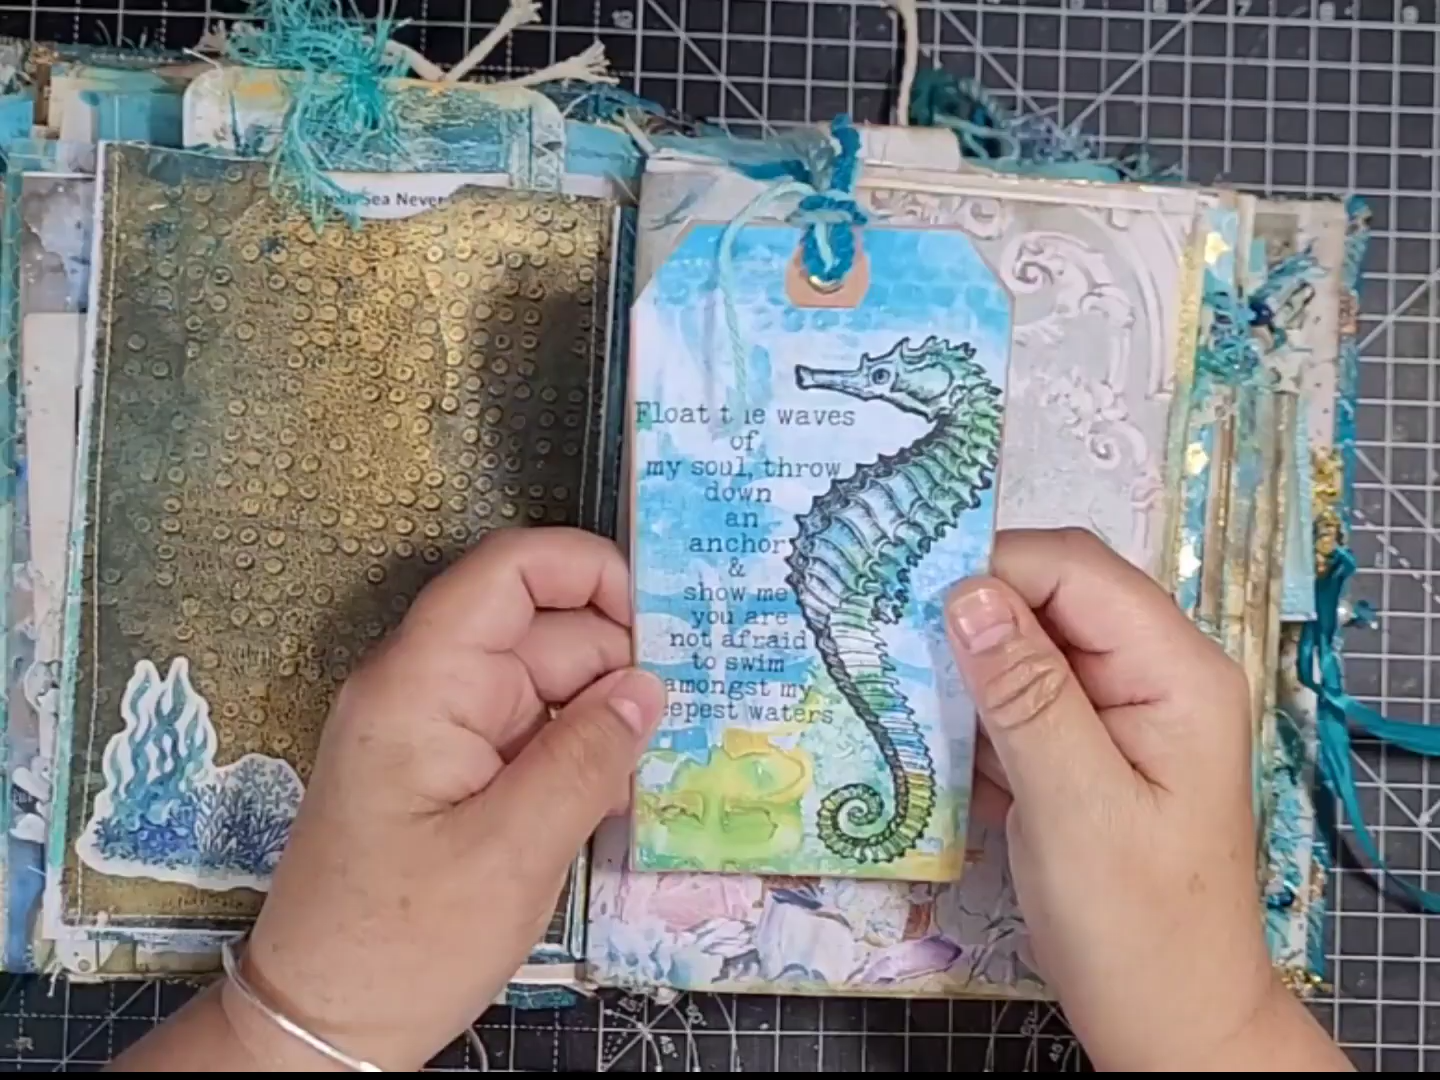 Sea Never
Float t e waves
of
my soul, throw
down
an
anchor
&
show me
you are
not afraid
to swim
amongst my
epest waters